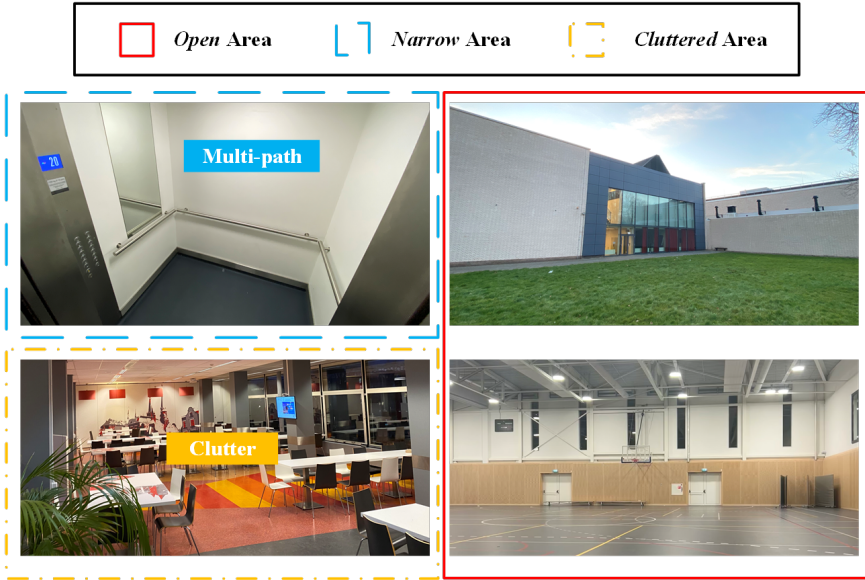 Open Area
Narrow Area
Cluttered Area
Multi-path
- 20
Clutter